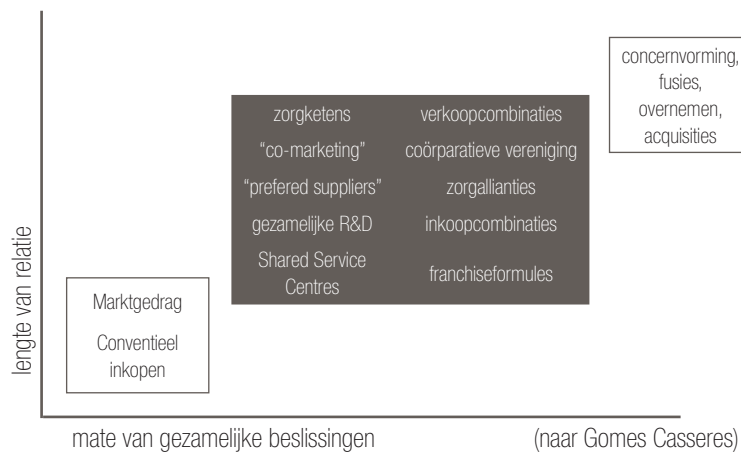 concernvorming,
fusies,
overnemen,
acquisities
zorgketens
verkoopcombinaties
“co-marketing”
coörparatieve vereniging
“prefered suppliers”
zorgallianties
gezamelijke R&D
inkoopcombinaties
Shared Service
Centres
franchiseformules
lengte van relatie
Marktgedrag
Conventieel
inkopen
mate van gezamelijke beslissingen
(naar Gomes Casseres)